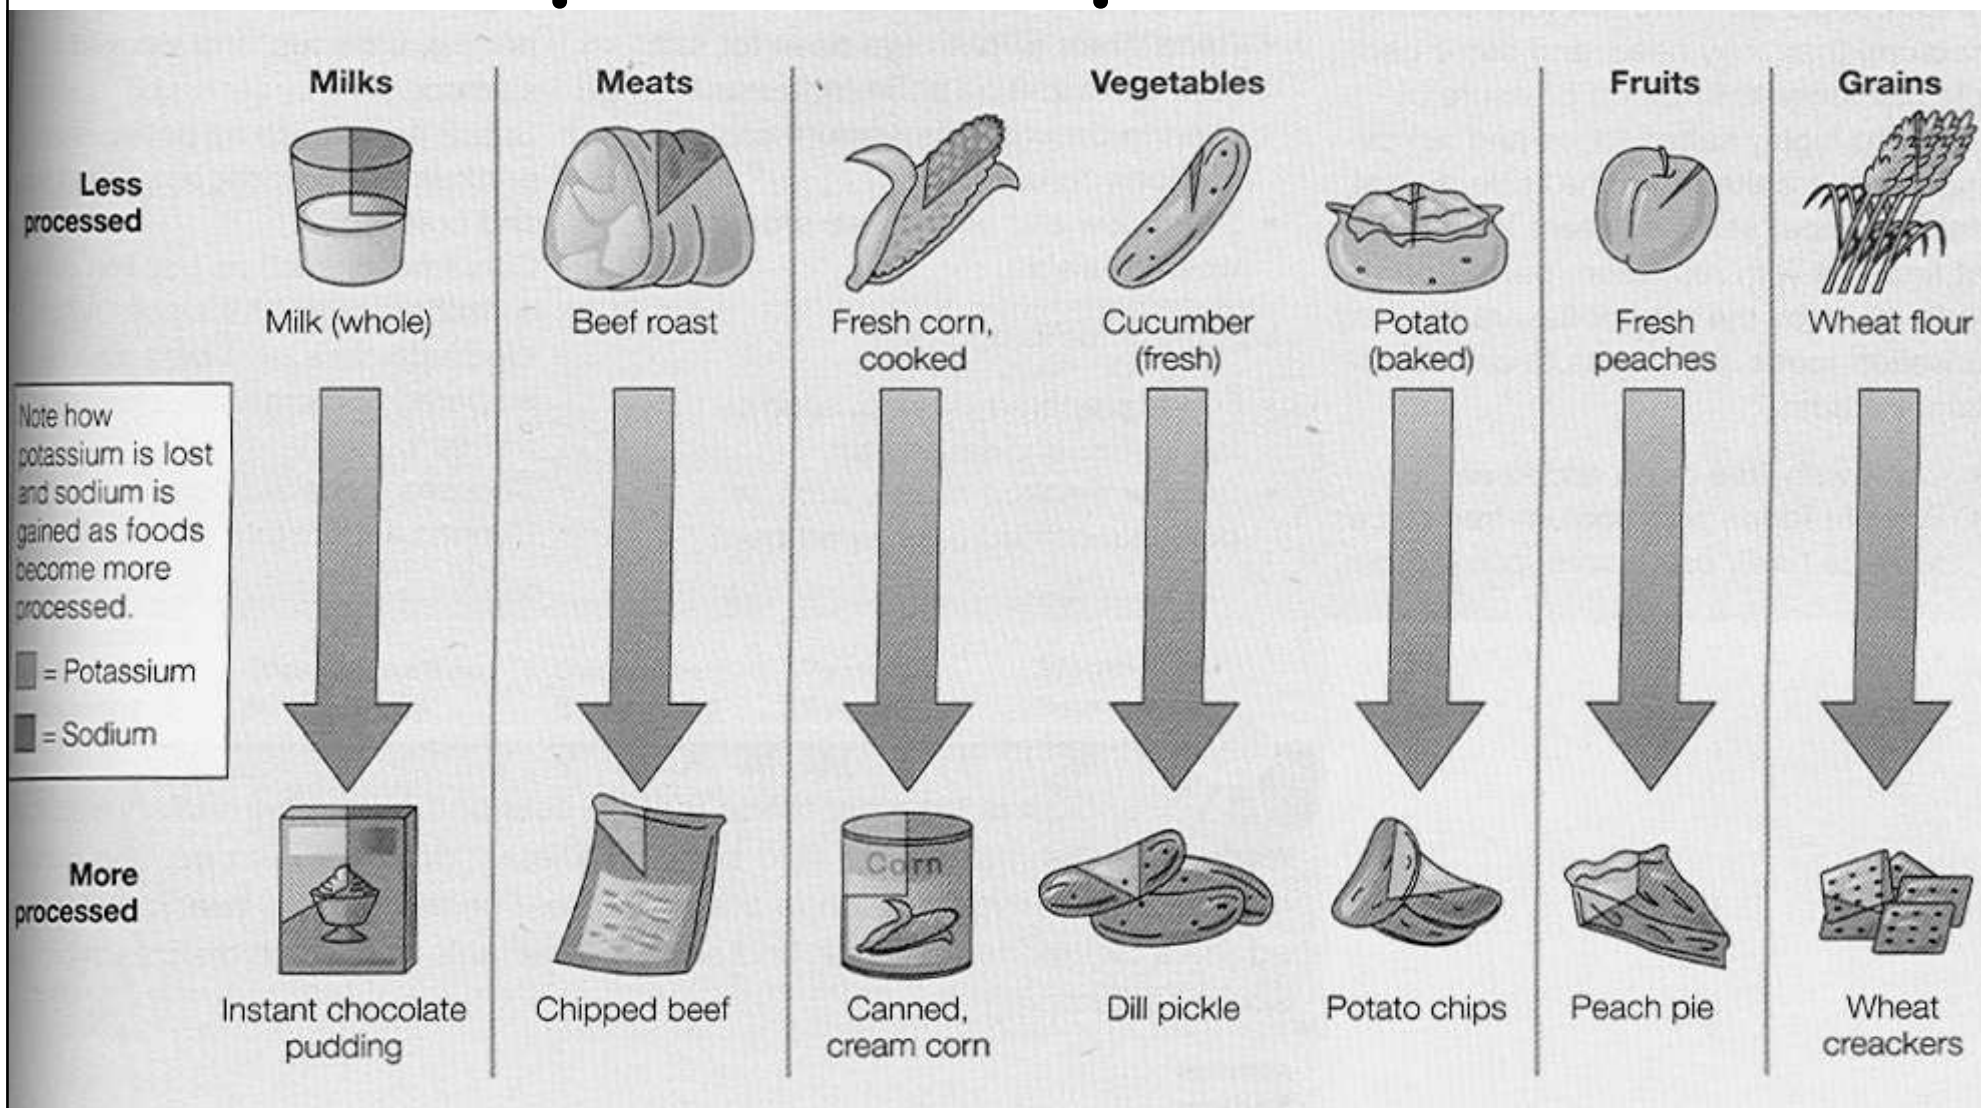 Milks
Meats
Vegetables
Fruits
Grains
Less
processed
Milk (whole)
Beef roast
Fresh corn,
cooked
Cucumber
(fresh)
Potato
(baked)
Fresh
peaches
Wheat flour
Note how
potassium is lost
and sodium is
gained as foods
become more
processed.
= Potassium
= Sodium
More
processed
Corn
Instant chocolate
pudding
Chipped beef
Canned,
cream corn
Dill pickle
Potato chips
Peach pie
Wheat
creackers